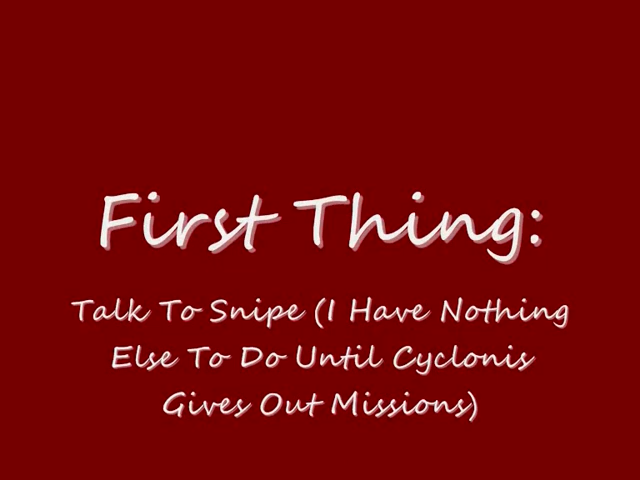 First Thing:
Talk To Snipe (I Have Nothing
Else To Do Until Cyclonis
Gives Out Missions)